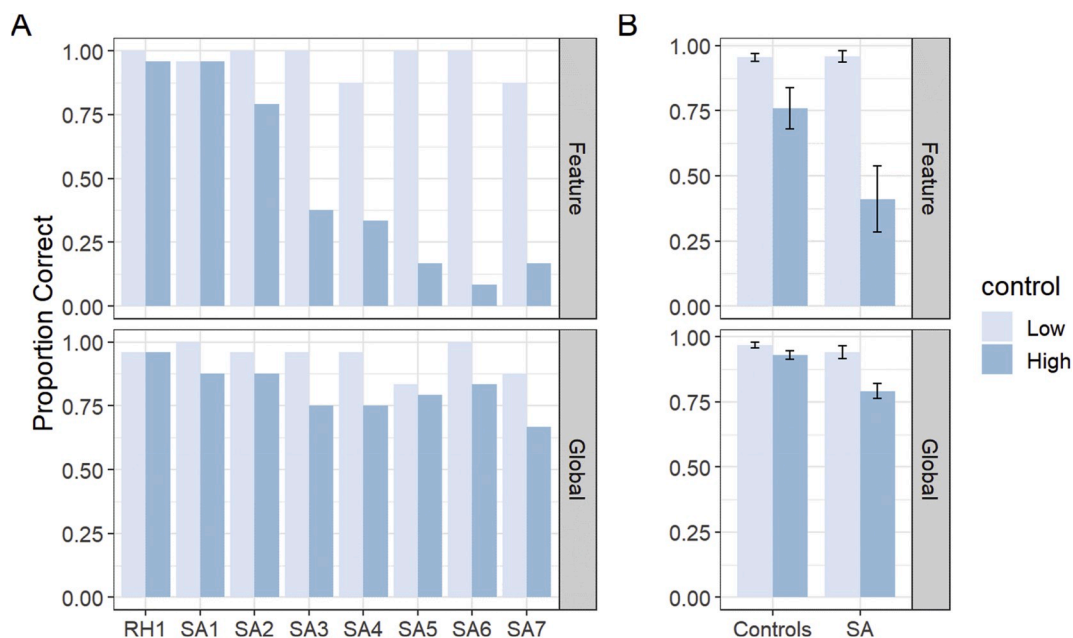 A
B
Proportion Correct
1.00
0.75
0.50
0.25
0.00
Feature
1.00
0.75
0.50
0.25
0.00
Global
RH1 SA1 SA2 SA3 SA4 SA5 SA6 SA7
1.00
0.75
0.50
0.25
0.00
Feature
1.00
0.75
0.50
0.25
0.00
Global
Controls SA
control
Low
High